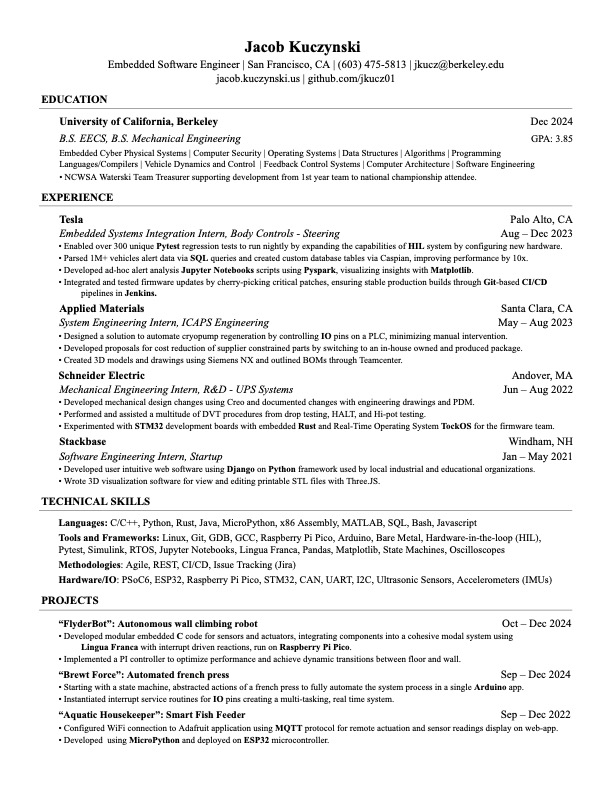 Jacob Kuczynski
Embedded Software Engineer | San Francisco, CA | (603) 475-5813 | jkucz@berkeley.edu
jacob.kuczynski.us | github.com/jkucz01
EDUCATION
University of California, Berkeley Dec 2024
B.S. EECS, B.S. Mechanical Engineering GPA: 3.85
Embedded Cyber Physical Systems | Computer Security | Operating Systems | Data Structures | Algorithms | Programming
Languages/Compilers | Vehicle Dynamics and Control | Feedback Control Systems | Computer Architecture | Software Engineering
• NCWSA Waterski Team Treasurer supporting development from 1st year team to national championship attendee.
EXPERIENCE
Tesla Palo Alto, CA
Embedded Systems Integration Intern, Body Controls - Steering Aug – Dec 2023
• Enabled over 300 unique Pytest regression tests to run nightly by expanding the capabilities of HIL system by configuring new hardware.
• Parsed 1M+ vehicles alert data via SQL queries and created custom database tables via Caspian, improving performance by 10x.
• Developed ad-hoc alert analysis Jupyter Notebooks scripts using Pyspark, visualizing insights with Matplotlib.
• Integrated and tested firmware updates by cherry-picking critical patches, ensuring stable production builds through Git-based CI/CD
pipelines in Jenkins.
Applied Materials Santa Clara, CA
System Engineering Intern, ICAPS Engineering May – Aug 2023
• Designed a solution to automate cryopump regeneration by controlling IO pins on a PLC, minimizing manual intervention.
• Developed proposals for cost reduction of supplier constrained parts by switching to an in-house owned and produced package.
• Created 3D models and drawings using Siemens NX and outlined BOMs through Teamcenter.
Schneider Electric Andover, MA
Mechanical Engineering Intern, R&D - UPS Systems Jun – Aug 2022
• Developed mechanical design changes using Creo and documented changes with engineering drawings and PDM.
• Performed and assisted a multitude of DVT procedures from drop testing, HALT, and Hi-pot testing.
• Experimented with STM32 development boards with embedded Rust and Real-Time Operating System TockOS for the firmware team.
Stackbase Windham, NH
Software Engineering Intern, Startup Jan – May 2021
• Developed user intuitive web software using Django on Python framework used by local industrial and educational organizations.
• Wrote 3D visualization software for view and editing printable STL files with Three.JS.
TECHNICAL SKILLS
Languages: C/C++, Python, Rust, Java, MicroPython, x86 Assembly, MATLAB, SQL, Bash, Javascript
Tools and Frameworks: Linux, Git, GDB, GCC, Raspberry Pi Pico, Arduino, Bare Metal, Hardware-in-the-loop (HIL),
Pytest, Simulink, RTOS, Jupyter Notebooks, Lingua Franca, Pandas, Matplotlib, State Machines, Oscilloscopes
Methodologies: Agile, REST, CI/CD, Issue Tracking (Jira)
Hardware/IO: PSoC6, ESP32, Raspberry Pi Pico, STM32, CAN, UART, I2C, Ultrasonic Sensors, Accelerometers (IMUs)
PROJECTS
“FlyderBot”: Autonomous wall climbing robot Oct – Dec 2024
• Developed modular embedded C code for sensors and actuators, integrating components into a cohesive modal system using
Lingua Franca with interrupt driven reactions, run on Raspberry Pi Pico.
• Implemented a PI controller to optimize performance and achieve dynamic transitions between floor and wall.
“Brewt Force”: Automated french press Sep – Dec 2024
• Starting with a state machine, abstracted actions of a french press to fully automate the system process in a single Arduino app.
• Instantiated interrupt service routines for IO pins creating a multi-tasking, real time system.
“Aquatic Housekeeper”: Smart Fish Feeder Sep – Dec 2022
• Configured WiFi connection to Adafruit application using MQTT protocol for remote actuation and sensor readings display on web-app.
• Developed using MicroPython and deployed on ESP32 microcontroller.